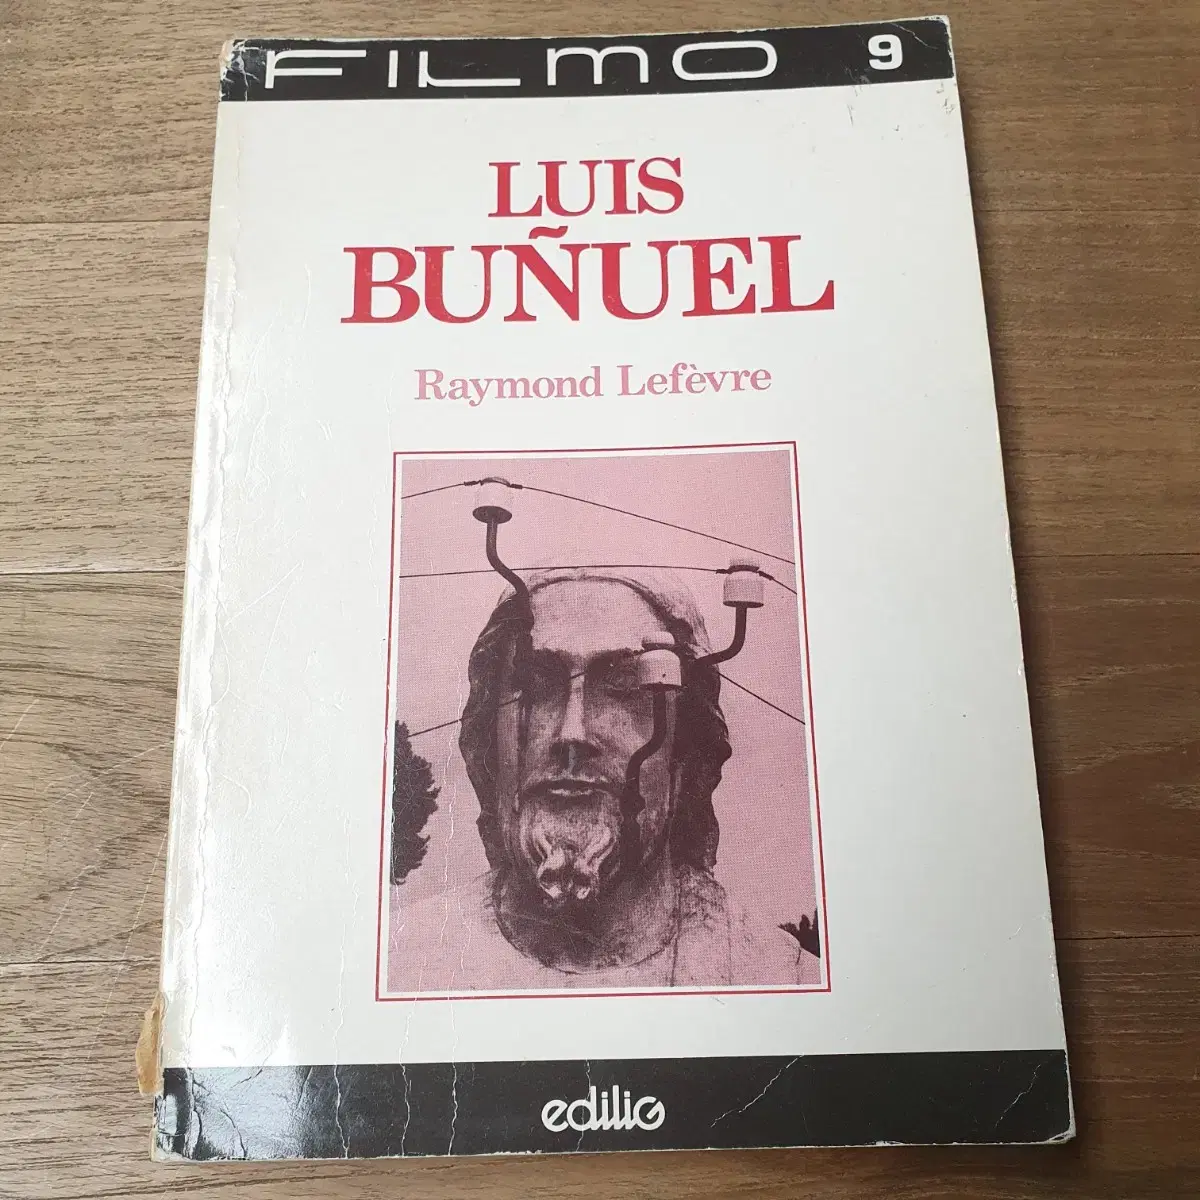 FILMO 9
LUIS
BUÑUEL
Raymond Lefèvre
edilig